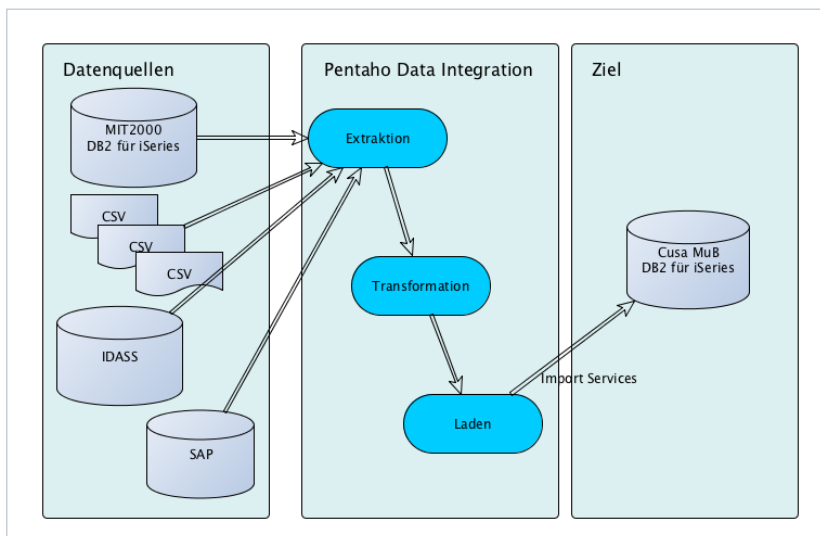 Datenquellen
MIT2000
DB2 für iSeries
CSV
CSV
CSV
IDASS
SAP
Pentaho Data Integration
Extraktion
Transformation
Laden
Import Services
Ziel
Cusa MuB
DB2 für iSeries